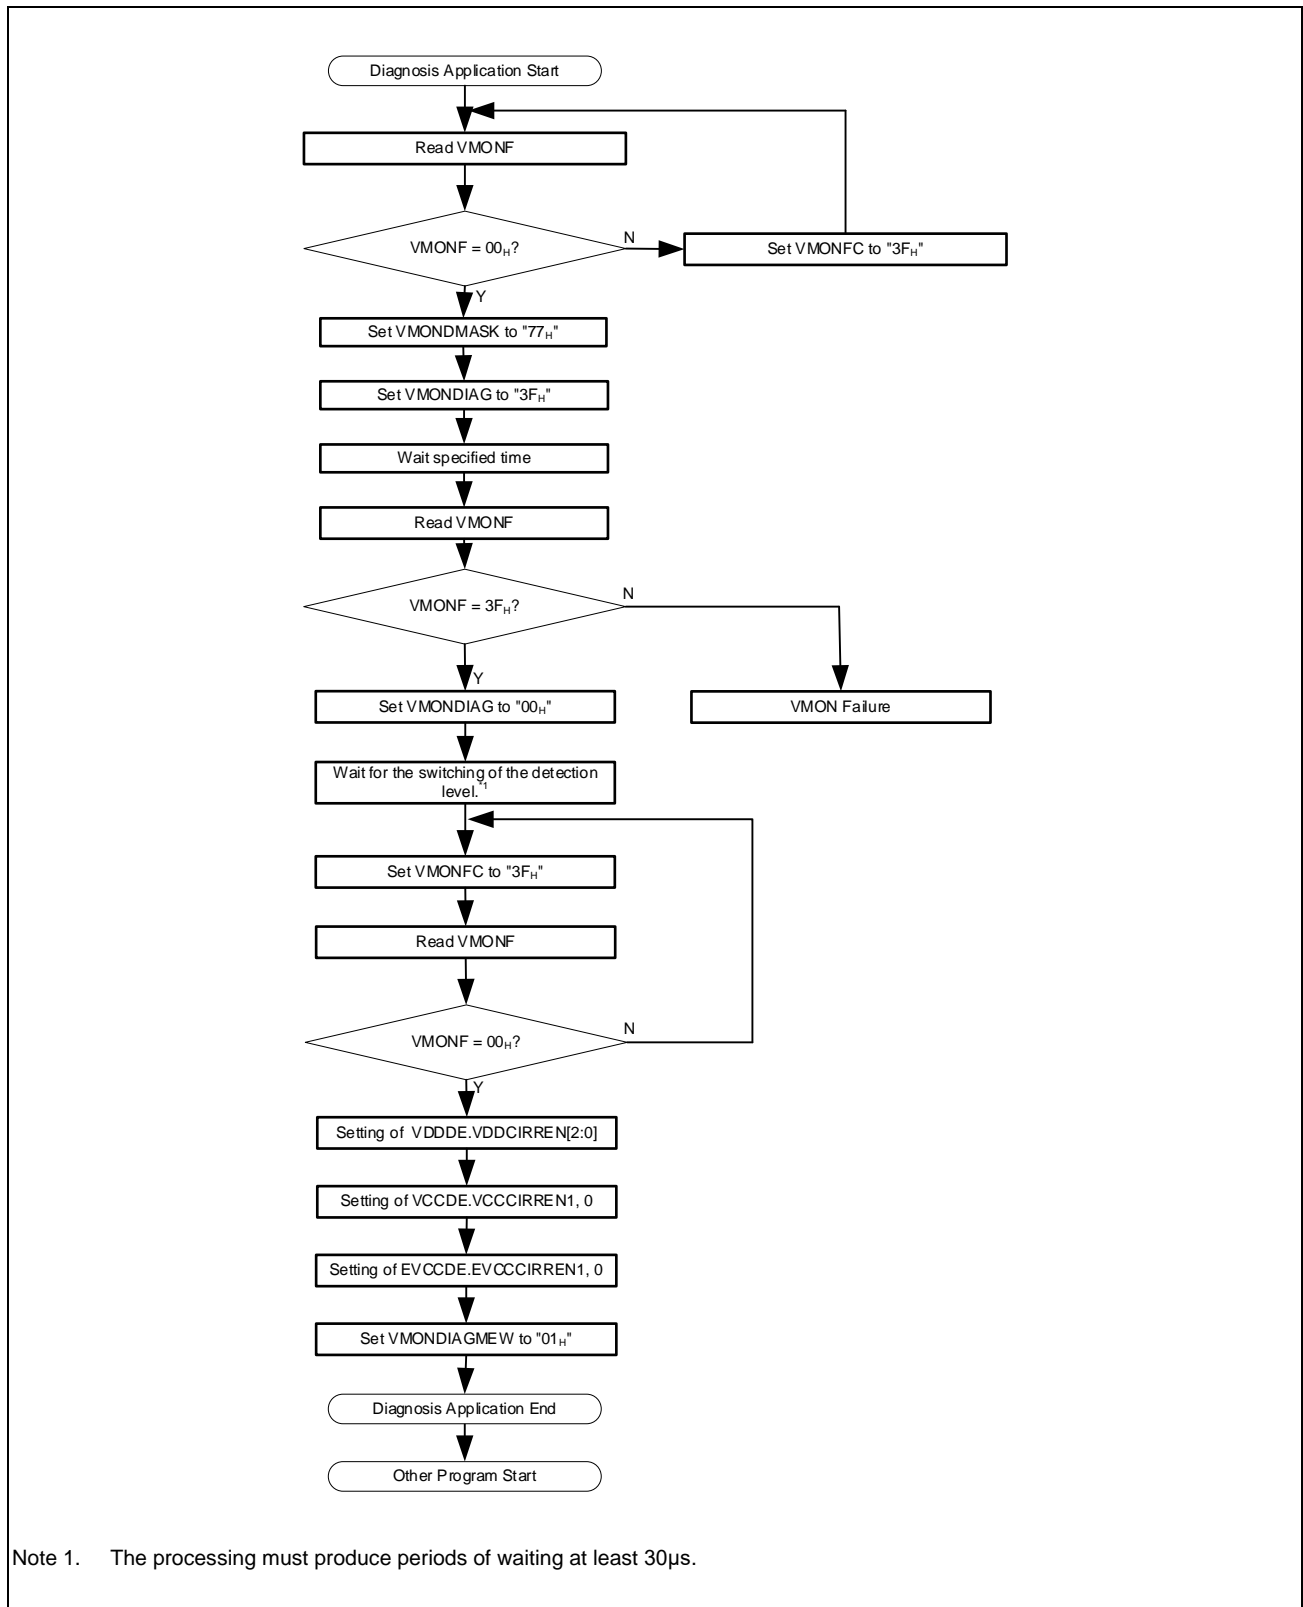 Diagnosis Application Start
Read VMONF
VMONF = 00H?
N
Set VMONFC to "3FH"
Y
Set VMONDMASK to "77H"
Set VMONDIAG to "3FH"
Wait specified time
Read VMONF
VMONF = 3FH?
N
Y
Set VMONDIAG to "00H"
VMON Failure
Wait for the switching of the detection
level.*1
Set VMONFC to "3FH"
Read VMONF
VMONF = 00H?
N
Y
Setting of VDDDE.VDDCIRREN[2:0]
Setting of VCCDE.VCCCIRREN1, 0
Setting of EVCCDE.EVCCCIRREN1, 0
Set VMONDIAGMEW to "01H"
Diagnosis Application End
Other Program Start
Note 1. The processing must produce periods of waiting at least 30µs.